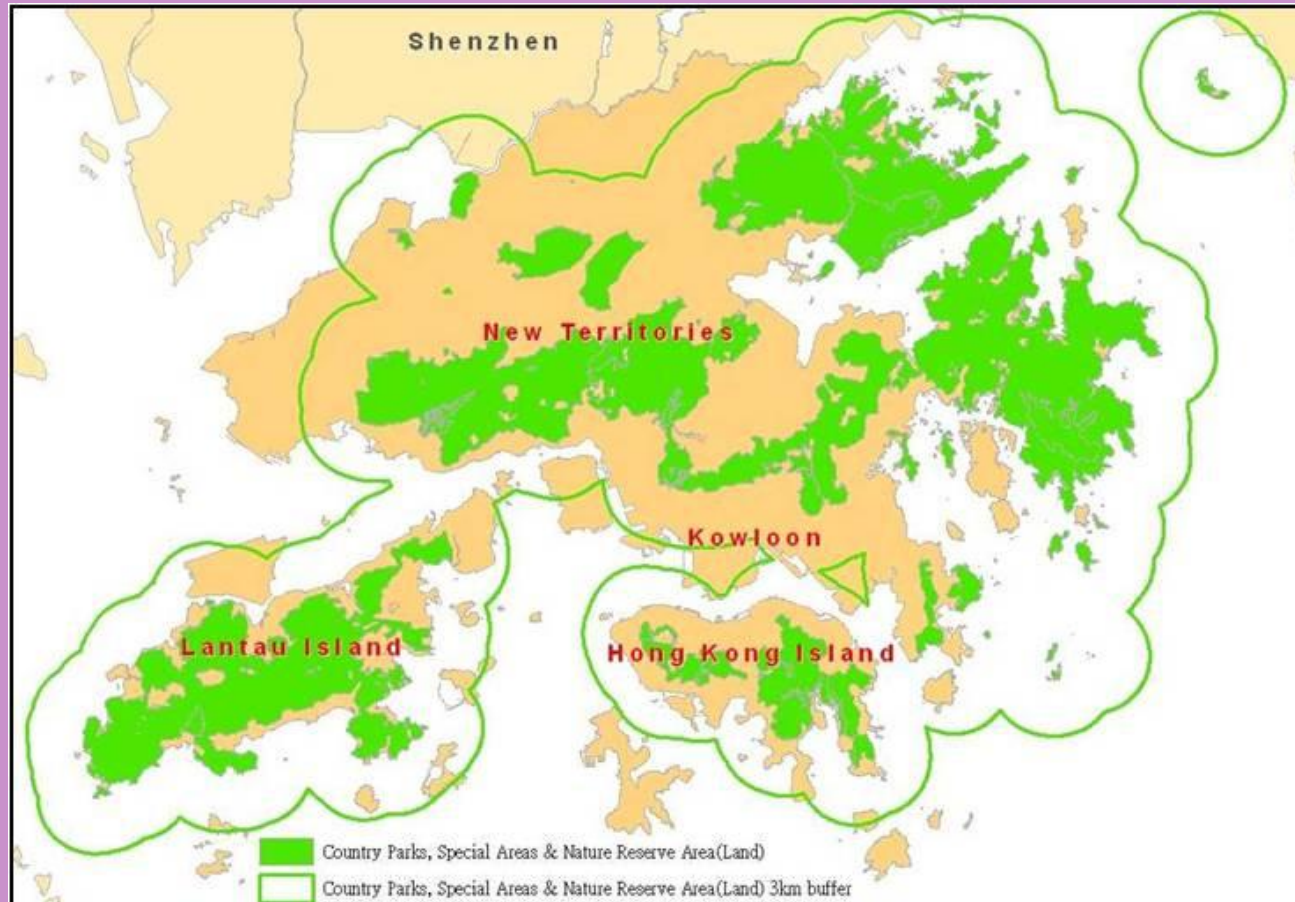 Shenzhen
New Territories
Kowloon
Lantau Island
Hong Kong Island
Country Parks, Special Areas & Nature Reserve Area(Land)
Country Parks, Special Areas & Nature Reserve Area(Land) 3km buffer